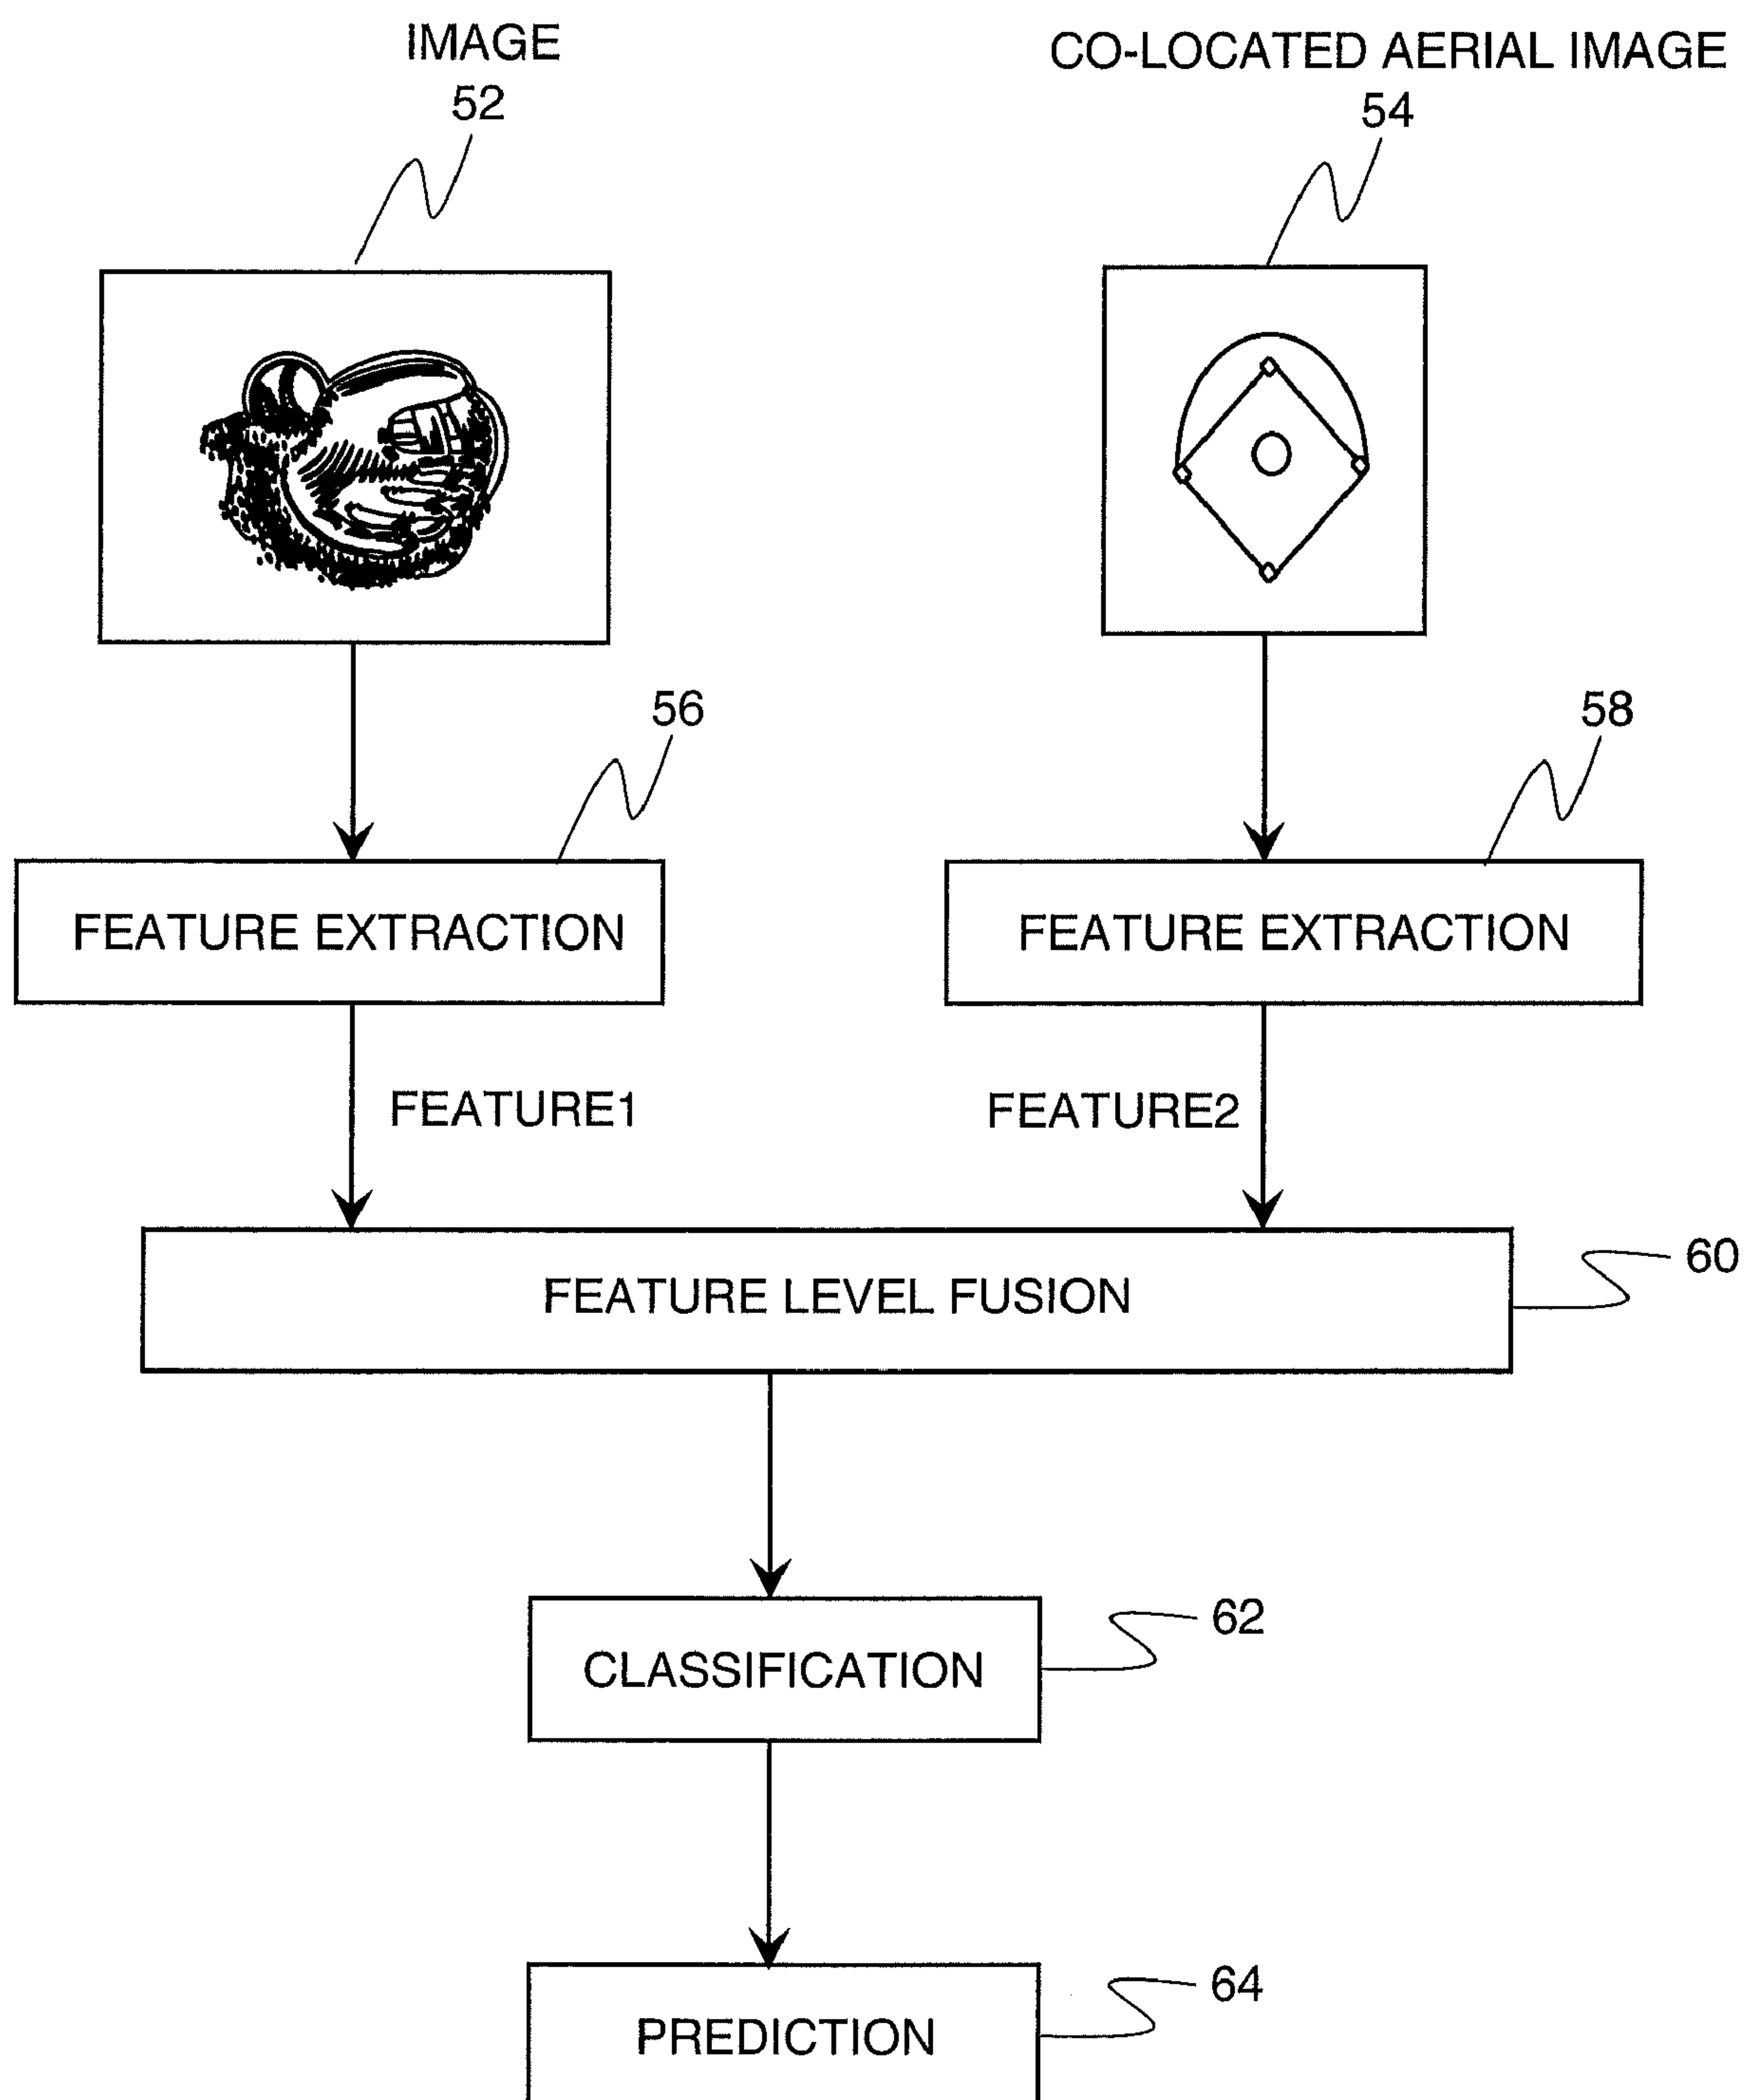 IMAGE
52
CO-LOCATED AERIAL IMAGE
54
56
58
FEATURE EXTRACTION
FEATURE EXTRACTION
FEATURE1
FEATURE2
60
FEATURE LEVEL FUSION
62
CLASSIFICATION
64
PREDICTION